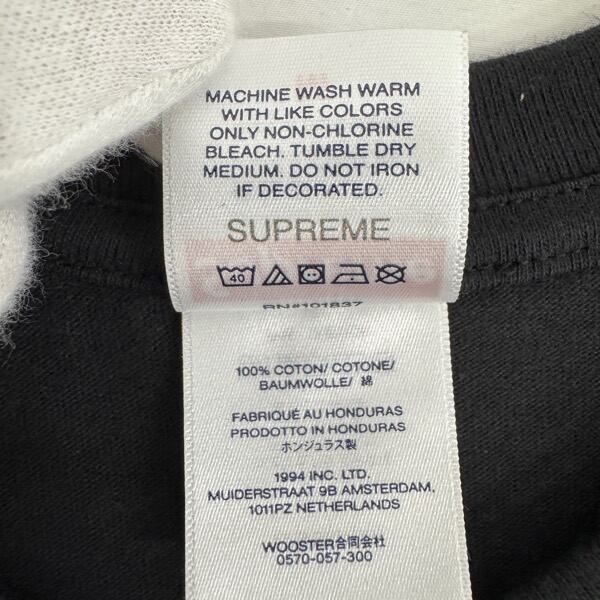 MACHINE WASH WARM
WITH LIKE COLORS
ONLY NON-CHLORINE
BLEACH. TUMBLE DRY
MEDIUM. DO NOT IRON
IF DECORATED.
SUPREME
40
RN#101837
100% COTON/ COTONE/
BAUMWOLLE/ 綿
FABRIQUÉ AU HONDURAS
PRODOTTO IN HONDURAS
ホンジュラス製
1994 INC. LTD.
MUIDERSTRAAT 9B AMSTERDAM,
1011PZ NETHERLANDS
WOOSTER合同会社
0570-057-300